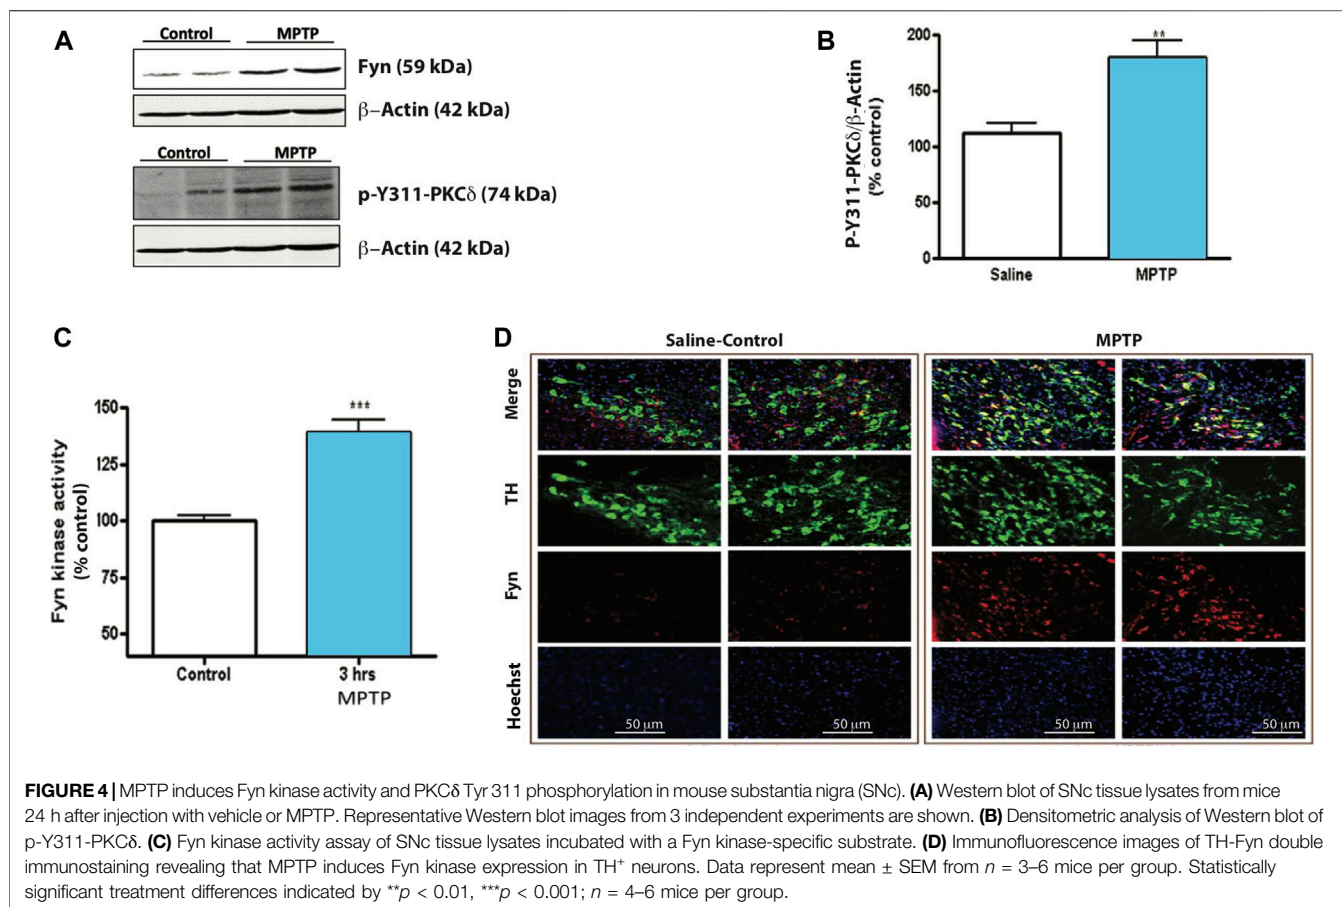 A
Control MPTP
Fyn (59 kDa)
β–Actin (42 kDa)
Control MPTP
p-Y311-PKCδ (74 kDa)
β–Actin (42 kDa)
B
P-Y311-PKCδ/β-Actin
(% control)
200
150
100
50
0
**
Saline MPTP
C
Fyn kinase activity
(% control)
150
125
100
75
50
***
Control 3 hrs
MPTP
D
Saline-Control MPTP
Merge
TH
Fyn
Hoechst
50 μm 50 μm 50 μm 50 μm
FIGURE 4 | MPTP induces Fyn kinase activity and PKCδ Tyr 311 phosphorylation in mouse substantia nigra (SNc). (A) Western blot of SNc tissue lysates from mice
24 h after injection with vehicle or MPTP. Representative Western blot images from 3 independent experiments are shown. (B) Densitometric analysis of Western blot of
p-Y311-PKCδ. (C) Fyn kinase activity assay of SNc tissue lysates incubated with a Fyn kinase-specific substrate. (D) Immunofluorescence images of TH-Fyn double
immunostaining revealing that MPTP induces Fyn kinase expression in TH⁺ neurons. Data represent mean ± SEM from n = 3–6 mice per group. Statistically
significant treatment differences indicated by **p < 0.01, ***p < 0.001; n = 4–6 mice per group.